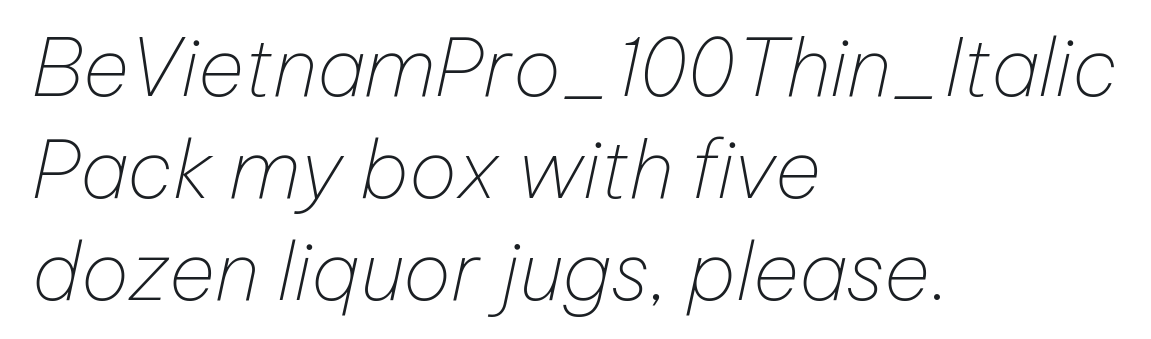 BeVietnamPro_100Thin_Italic
Pack my box with five
dozen liquor jugs, please.